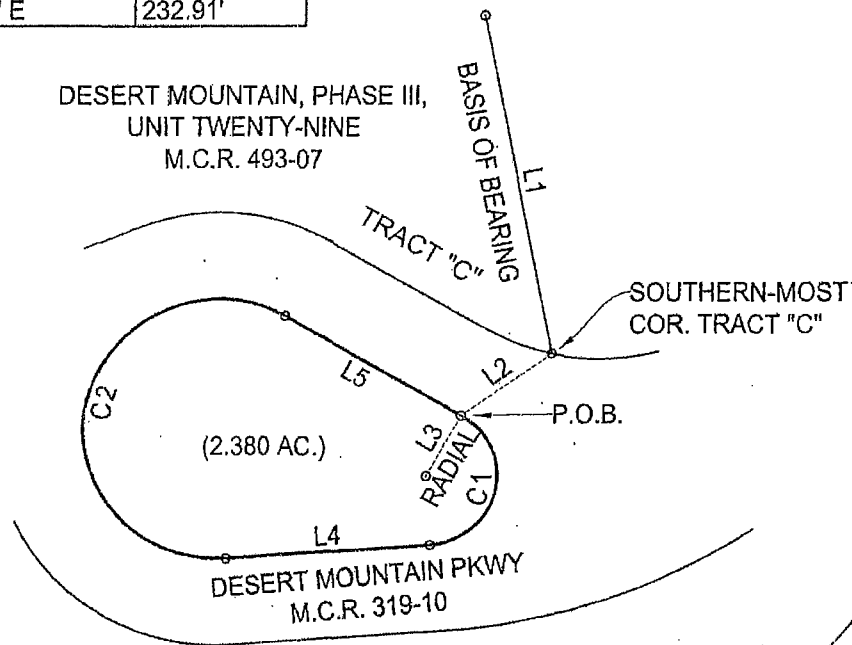 E
232.91'
DESERT MOUNTAIN, PHASE III,
UNIT TWENTY-NINE
M.C.R. 493-07
BASIS OF BEARING
L1
TRACT "C"
SOUTHERN-MOST
COR. TRACT "C"
L2
L5
P.O.B.
C2
(2.380 AC.)
L3
RADIAL
C1
L4
DESERT MOUNTAIN PKWY
M.C.R. 319-10